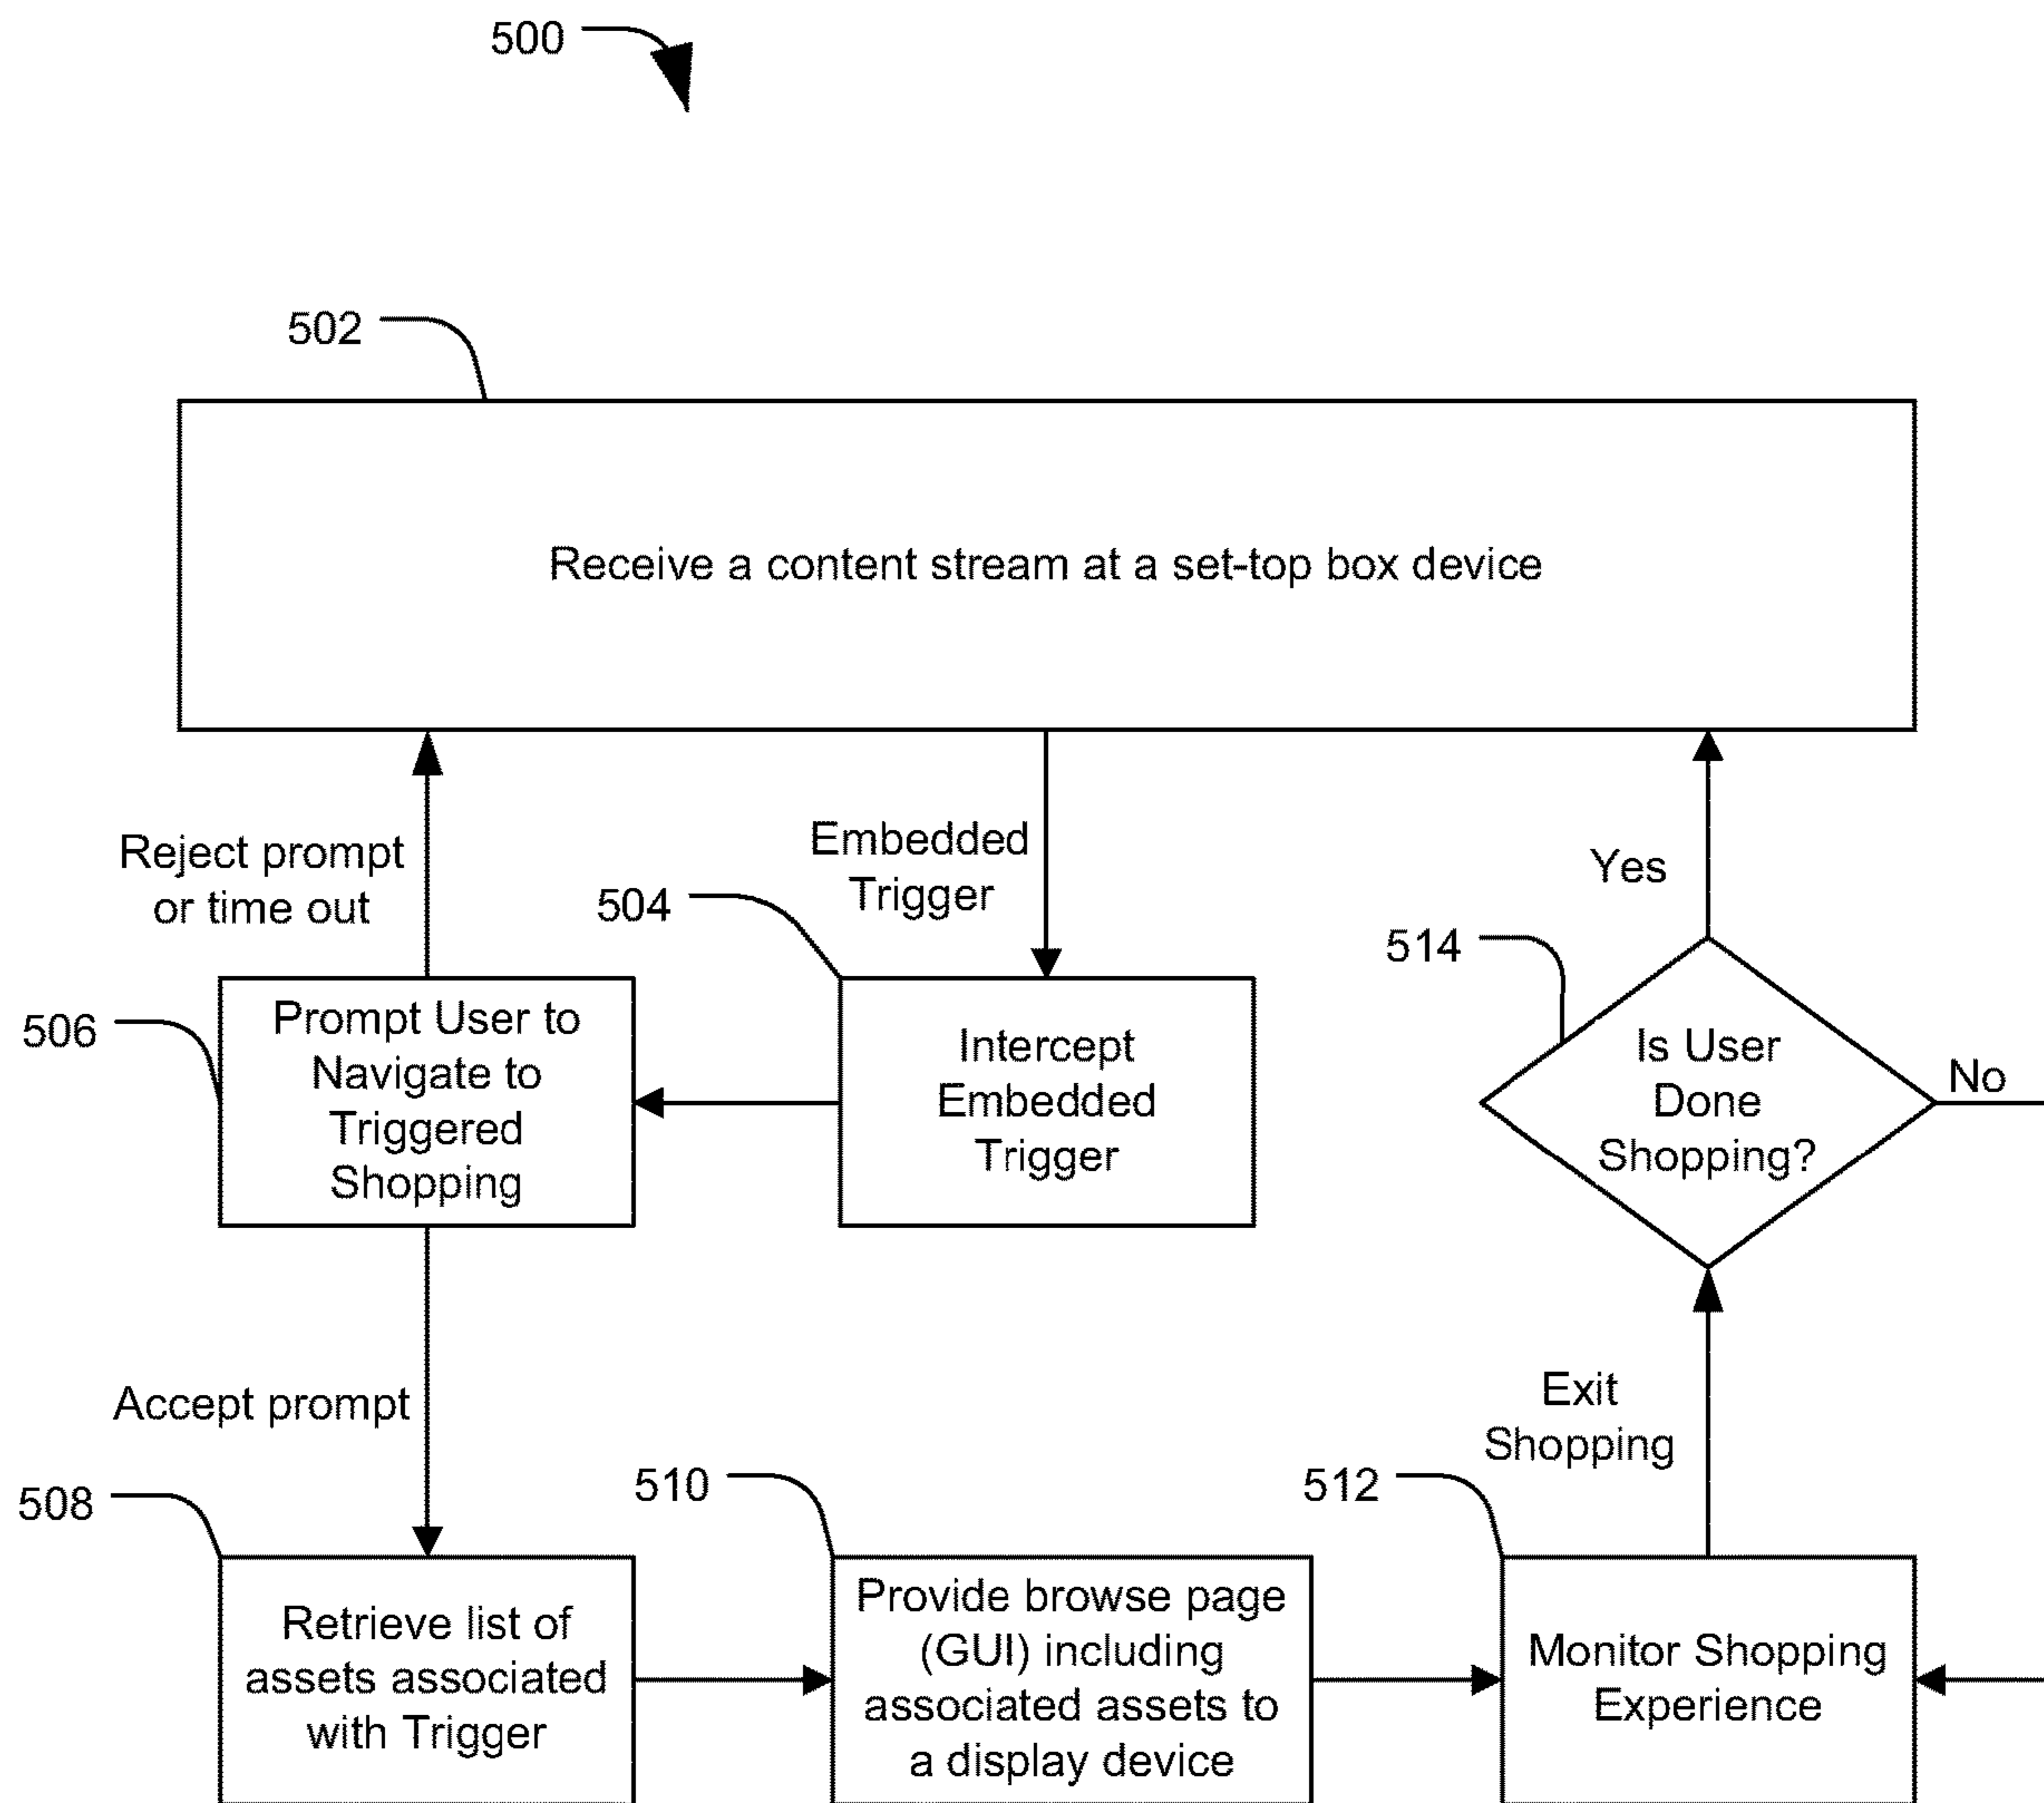 500
502
Receive a content stream at a set-top box device
Reject prompt
or time out
Embedded
Trigger
Yes
504
514
506
Prompt User to
Navigate to
Triggered
Shopping
Intercept
Embedded
Trigger
Is User
Done
Shopping?
No
Accept prompt
Exit
Shopping
508
510
512
Retrieve list of
assets associated
with Trigger
Provide browse page
(GUI) including
associated assets to
a display device
Monitor Shopping
Experience